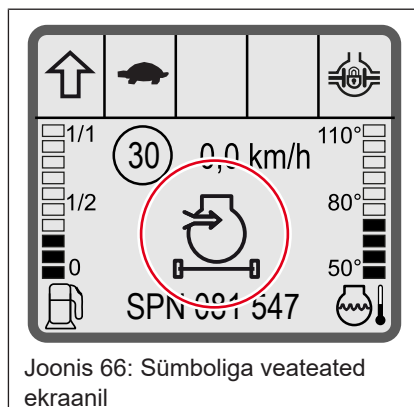 1/1
110°
30
0,0 km/h
1/2
80°
0
50°
SPN 081 547
Joonis 66: Sümboliga veateated
ekraanil